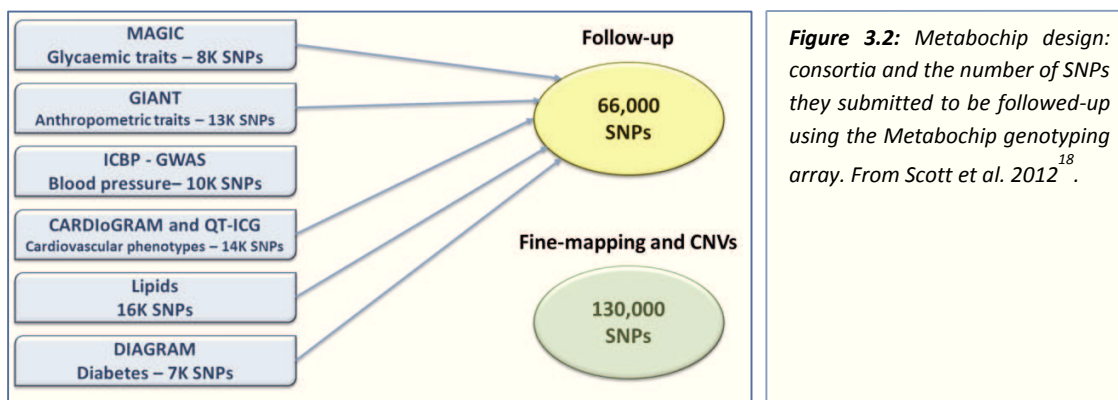 MAGIC
Glycaemic traits – 8K SNPs
GIANT
Anthropometric traits – 13K SNPs
ICBP - GWAS
Blood pressure– 10K SNPs
CARDIoGRAM and QT-ICG
Cardiovascular phenotypes – 14K SNPs
Lipids
16K SNPs
DIAGRAM
Diabetes – 7K SNPs
Follow-up
66,000
SNPs
Fine-mapping and CNVs
130,000
SNPs
Figure 3.2: Metabochip design:
consortia and the number of SNPs
they submitted to be followed-up
using the Metabochip genotyping
array. From Scott et al. 2012 18.